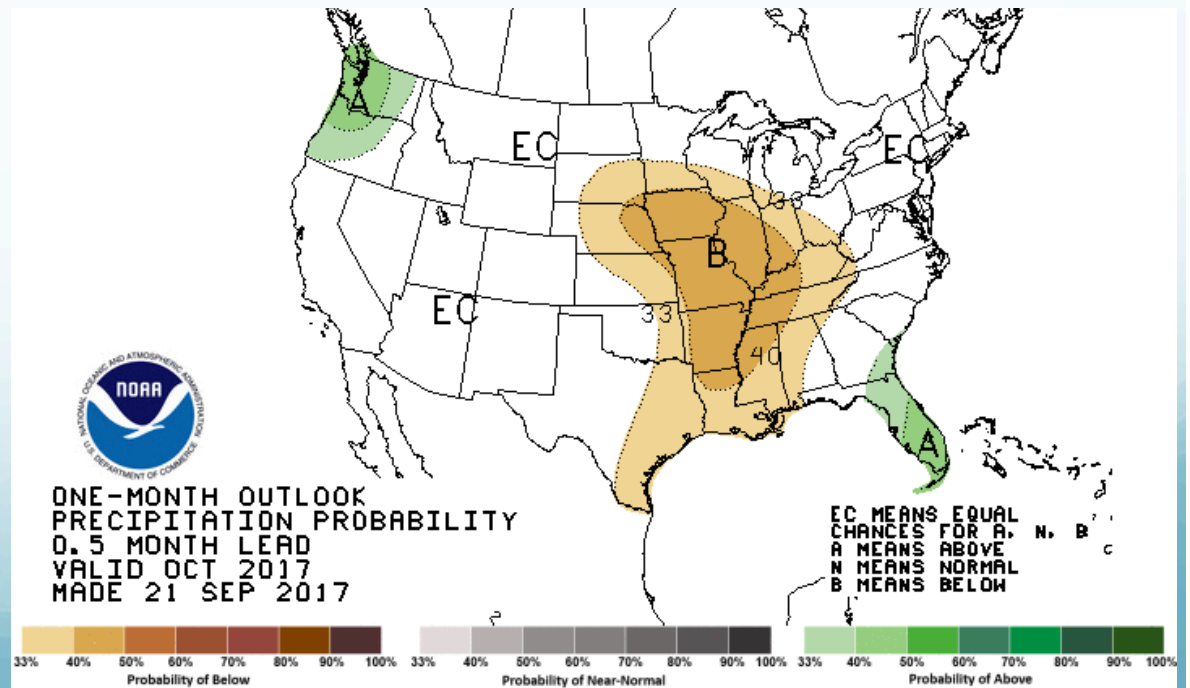 A
EC
EC
33
B
EC
33
40
A
NATIONAL OCEANIC AND ATMOSPHERIC ADMINISTRATION
NOAA
U.S. DEPARTMENT OF COMMERCE
ONE-MONTH OUTLOOK
PRECIPITATION PROBABILITY
0.5 MONTH LEAD
VALID OCT 2017
MADE 21 SEP 2017
EC MEANS EQUAL
CHANCES FOR A, N, B
A MEANS ABOVE
N MEANS NORMAL
B MEANS BELOW
33% 40% 50% 60% 70% 80% 90% 100%
Probability of Below
33% 40% 50% 60% 70% 80% 90% 100%
Probability of Near-Normal
33% 40% 50% 60% 70% 80% 90% 100%
Probability of Above